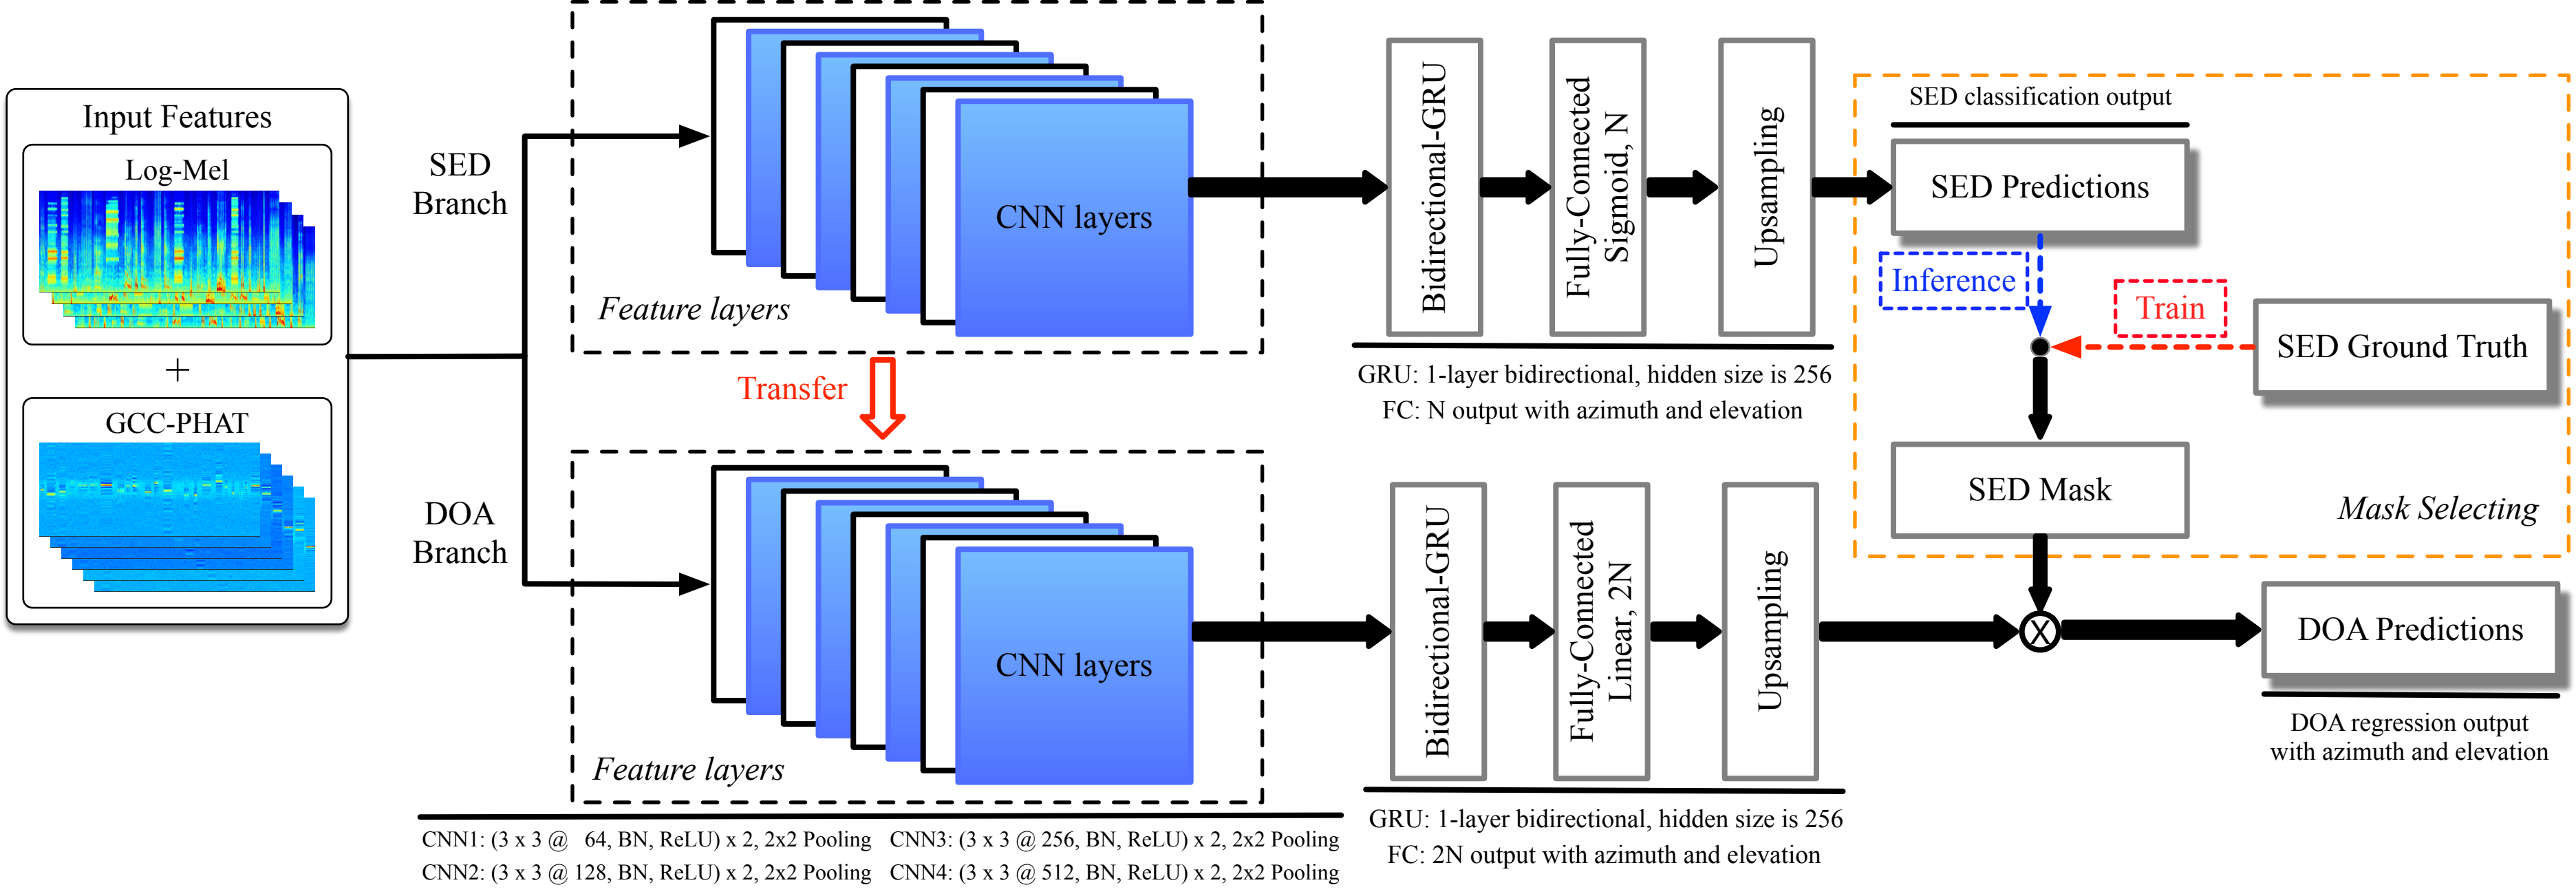 Input Features
Log-Mel
+
GCC-PHAT
SED
Branch
DOA
Branch
CNN layers
Feature layers
Transfer
CNN layers
Feature layers
CNN1: (3 x 3 @ 64, BN, ReLU) x 2, 2x2 Pooling
CNN2: (3 x 3 @ 128, BN, ReLU) x 2, 2x2 Pooling
CNN3: (3 x 3 @ 256, BN, ReLU) x 2, 2x2 Pooling
CNN4: (3 x 3 @ 512, BN, ReLU) x 2, 2x2 Pooling
Bidirectional-GRU
Fully-Connected
Sigmoid, N
Upsampling
GRU: 1-layer bidirectional, hidden size is 256
FC: N output with azimuth and elevation
Bidirectional-GRU
Fully-Connected
Linear, 2N
Upsampling
GRU: 1-layer bidirectional, hidden size is 256
FC: 2N output with azimuth and elevation
SED classification output
SED Predictions
Inference
Train
SED Ground Truth
SED Mask
Mask Selecting
X
DOA Predictions
DOA regression output
with azimuth and elevation